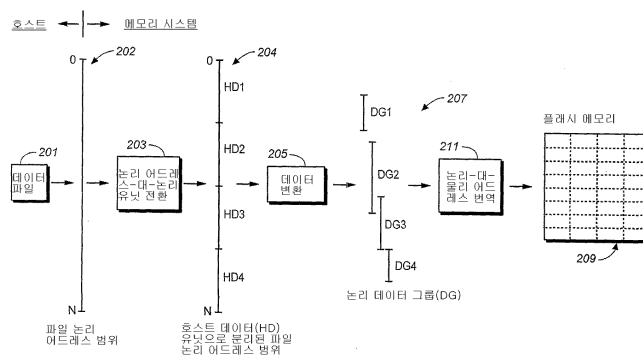 호스트
메모리 시스템
202
204
0
0
HD1
DG1
207
플래시 메모리
201
데이터
파일
203
논리 어드레
스-대-논리
유닛 전환
HD2
205
데이터
변환
DG2
211
논리-대-
물리 어드
레스 번역
HD3
DG3
209
HD4
DG4
논리 데이터 그룹(DG)
N
N
파일 논리
어드레스 범위
호스트 데이터(HD)
유닛으로 분리된 파일
논리 어드레스 범위